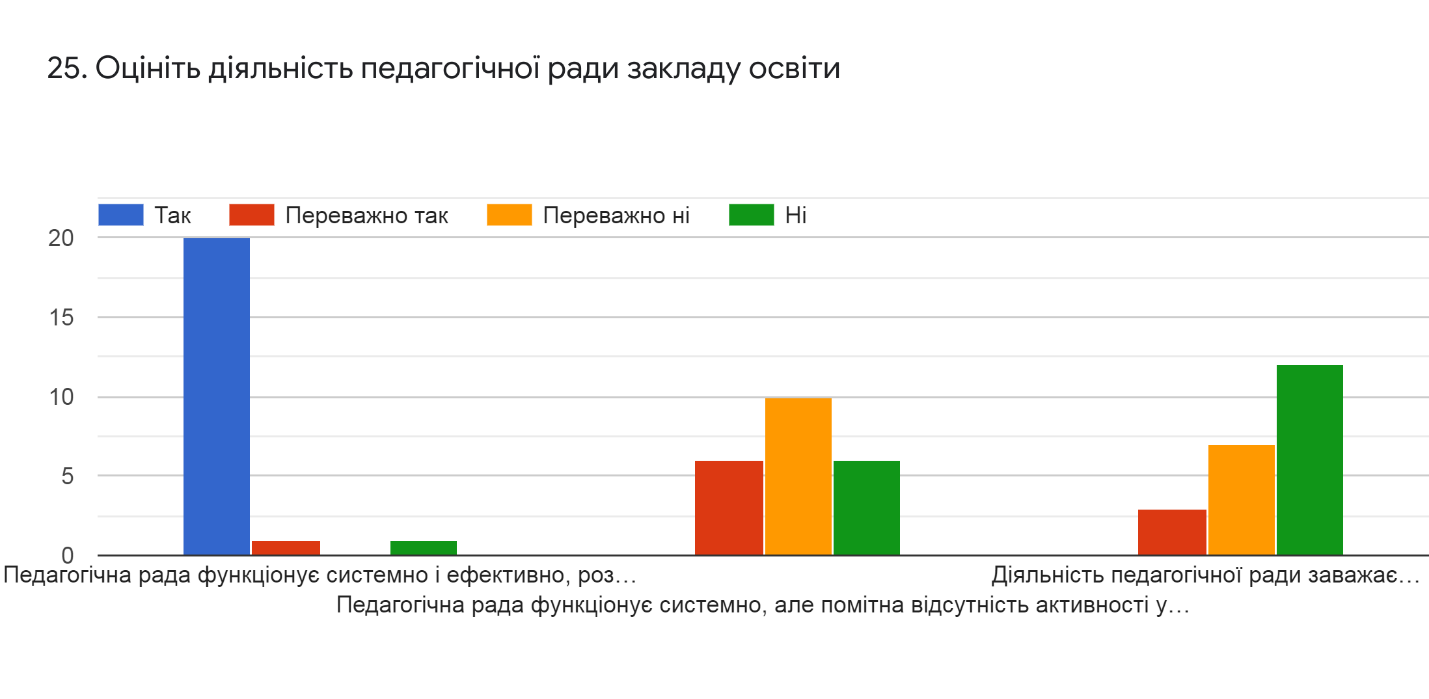 25. Оцініть діяльність педагогічної ради закладу освіти
Так Переважно так Переважно ні Ні
20
15
10
5
0
Педагогічна рада функціонує системно і ефективно, роз…
Діяльність педагогічної ради заважає…
Педагогічна рада функціонує системно, але помітна відсутність активності у…